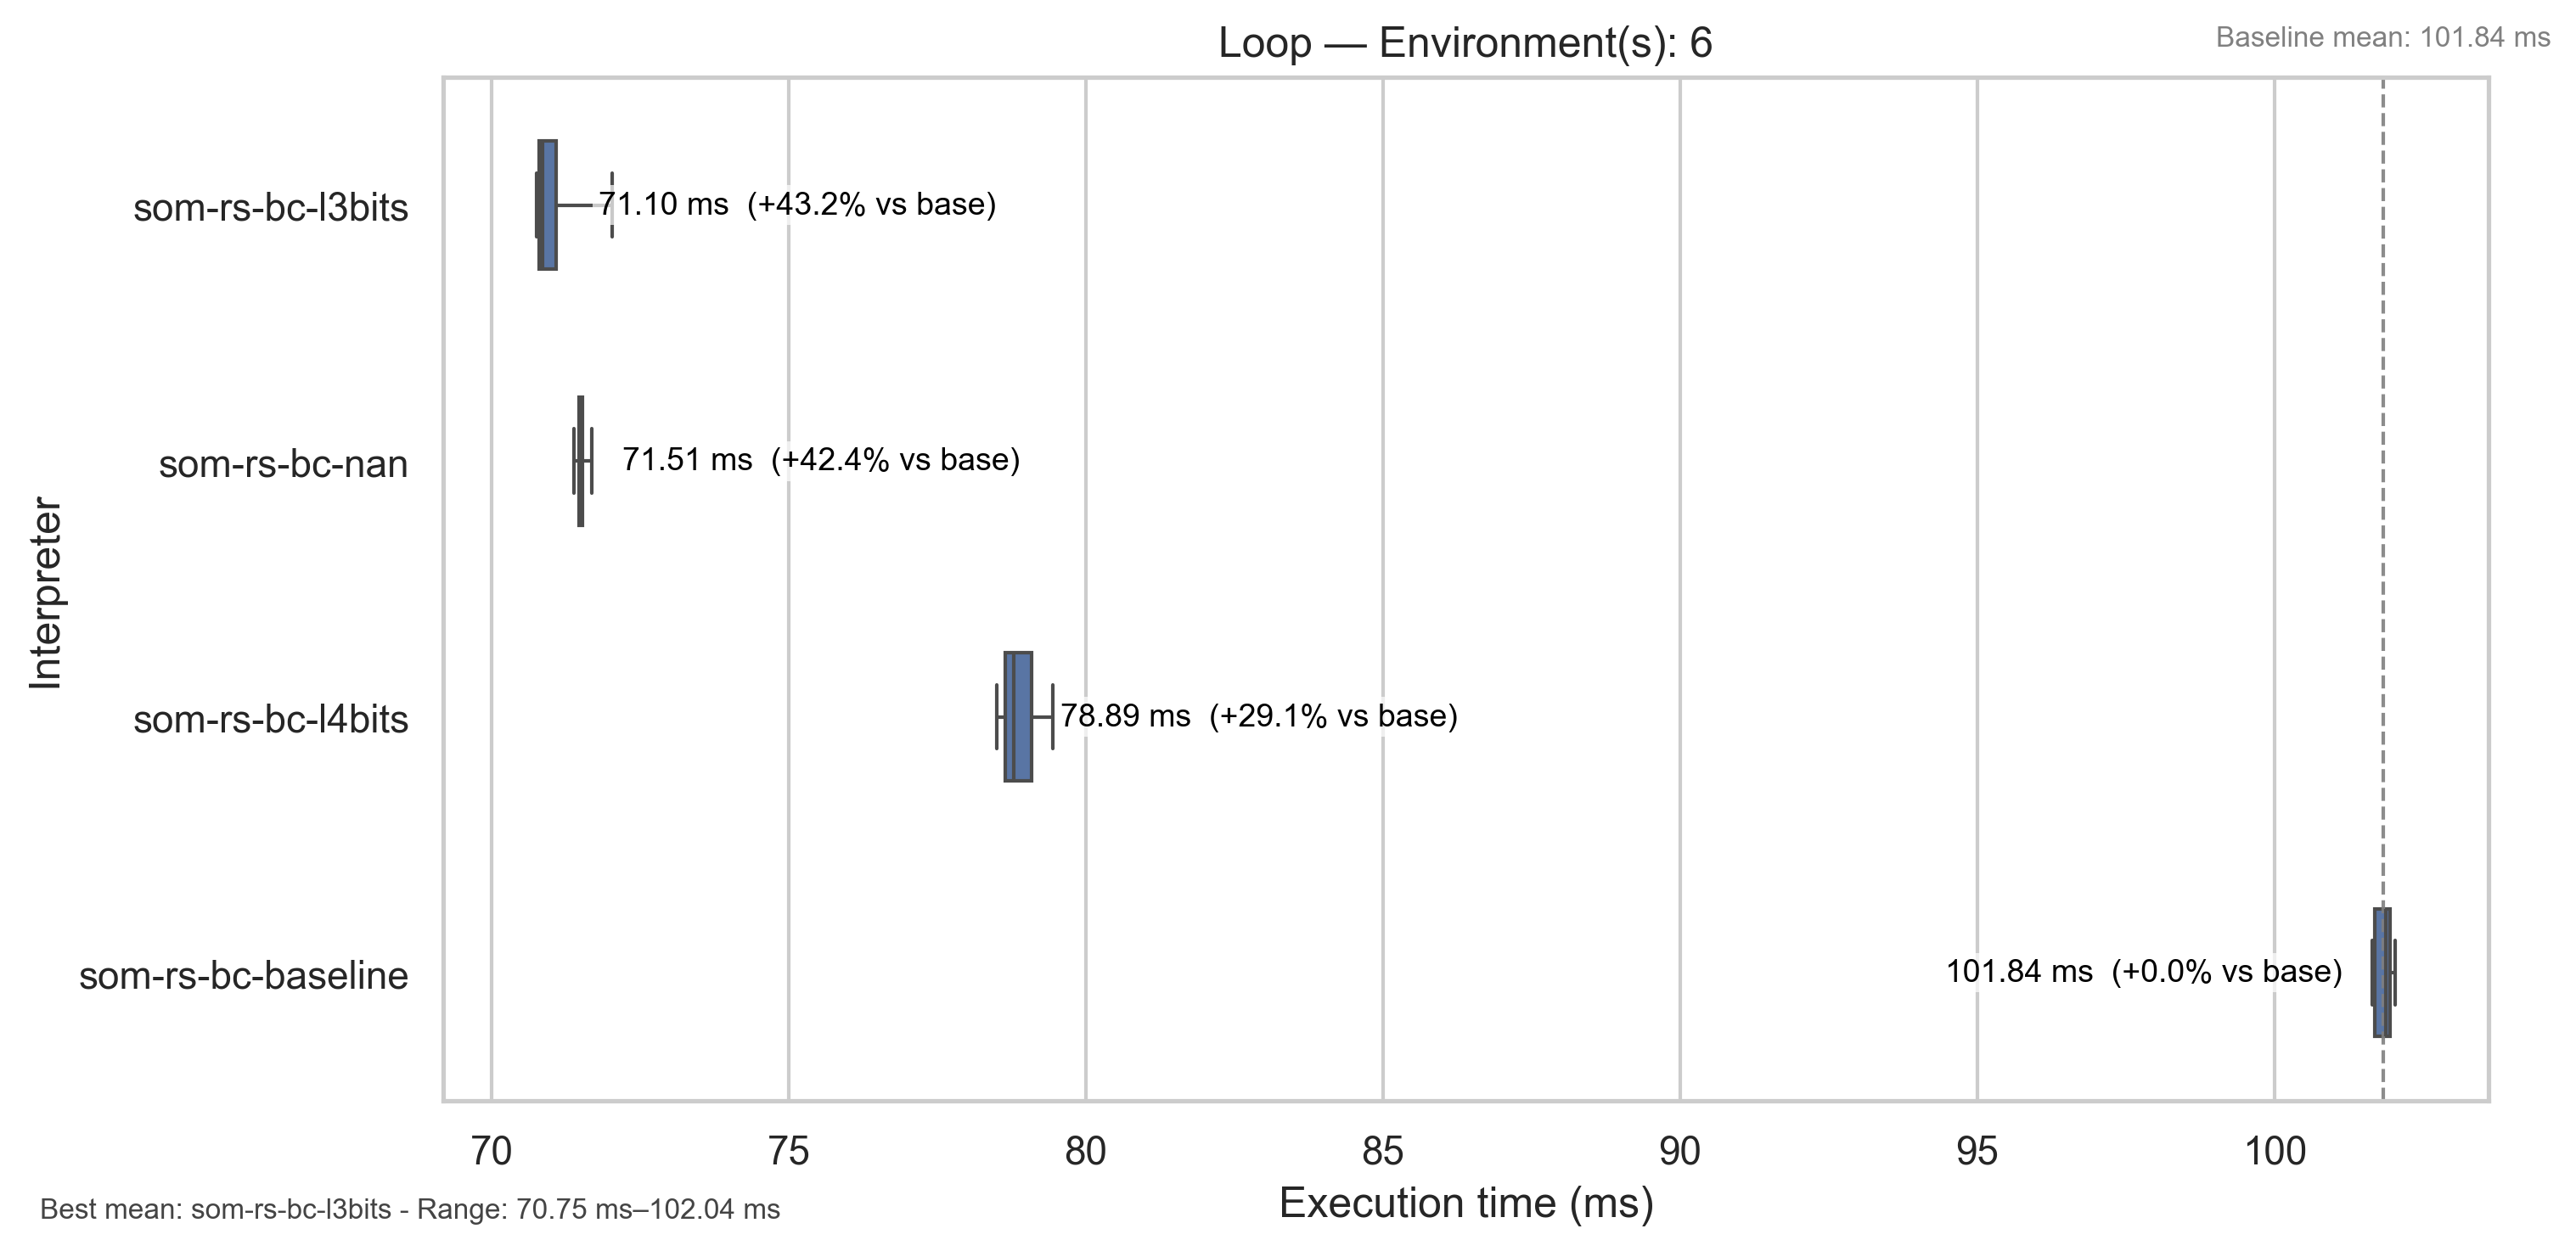 Loop — Environment(s): 6
Baseline mean: 101.84 ms
som-rs-bc-l3bits
71.10 ms  (+43.2% vs base)
som-rs-bc-nan
71.51 ms  (+42.4% vs base)
Interpreter
som-rs-bc-l4bits
78.89 ms  (+29.1% vs base)
som-rs-bc-baseline
101.84 ms  (+0.0% vs base)
70 75 80 85 90 95 100
Execution time (ms)
Best mean: som-rs-bc-l3bits - Range: 70.75 ms–102.04 ms